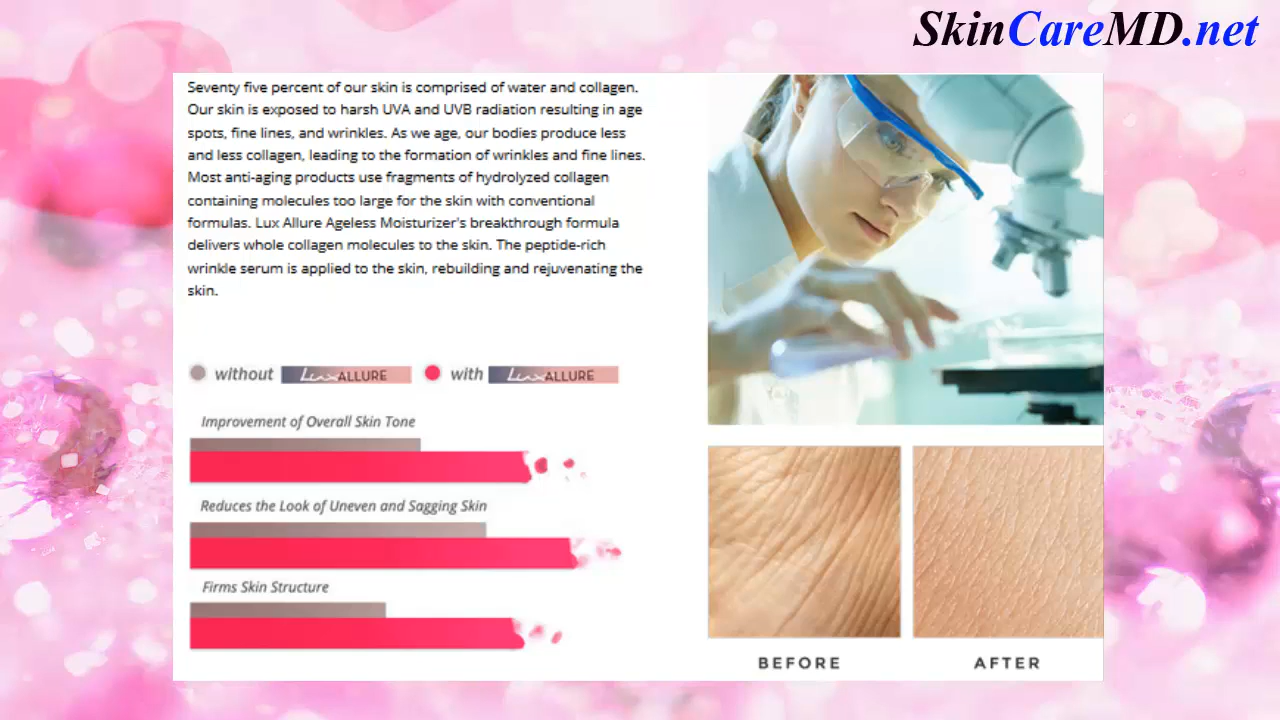 SkinCareMD.net
Seventy five percent of our skin is comprised of water and collagen.
Our skin is exposed to harsh UVA and UVB radiation resulting in age
spots, fine lines, and wrinkles. As we age, our bodies produce less
and less collagen, leading to the formation of wrinkles and fine lines.
Most anti-aging products use fragments of hydrolyzed collagen
containing molecules too large for the skin with conventional
formulas. Lux Allure Ageless Moisturizer's breakthrough formula
delivers whole collagen molecules to the skin. The peptide-rich
wrinkle serum is applied to the skin, rebuilding and rejuvenating the
skin.
without LuxALLURE with LuxALLURE
Improvement of Overall Skin Tone
Reduces the Look of Uneven and Sagging Skin
Firms Skin Structure
BEFORE AFTER